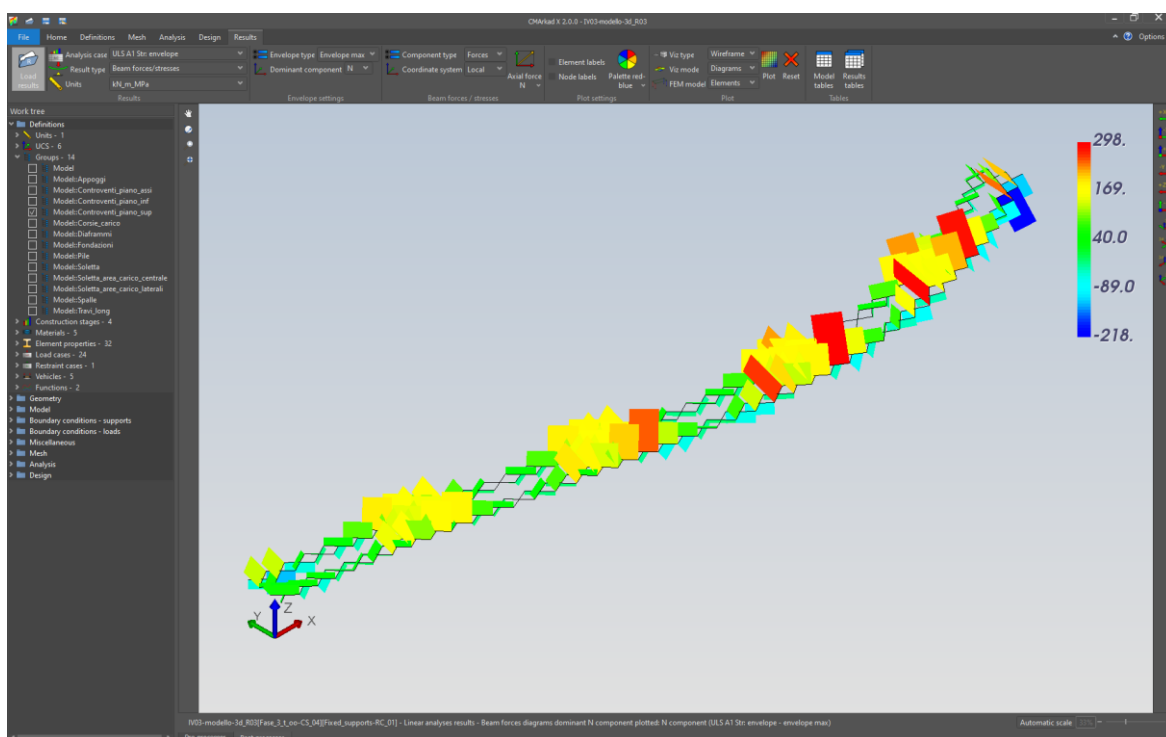 CMArkad X 2.0.0 - IV03-modello-3d_R03
File Home Definitions Mesh Analysis Design Results
Options
Load results
Analysis case ULS A1 Str: envelope
Result type Beam forces/stresses
Units kN_m_MPa
Results
Envelope type Envelope max
Dominant component N
Envelope settings
Component type Forces
Coordinate system Local
Axial force N
Beam forces / stresses
Element labels
Node labels
Palette red-blue
Plot settings
Viz type Wireframe
Viz mode Diagrams
FEM model Elements
Plot Reset
Plot
Model tables
Results tables
Tables
Work tree
Definitions
Units - 1
UCS - 6
Groups - 14
Model
Model::Appoggi
Model::Controventi_piano_assi
Model::Controventi_piano_inf
Model::Controventi_piano_sup
Model::Corsie_carico
Model::Diaframmi
Model::Fondazioni
Model::Pile
Model::Soletta
Model::Soletta_area_carico_centrale
Model::Soletta_area_carico_laterali
Model::Spalle
Model::Travi_long
Construction stages - 4
Materials - 5
Element properties - 32
Load cases - 24
Restraint cases - 1
Vehicles - 5
Functions - 2
Geometry
Model
Boundary conditions - supports
Boundary conditions - loads
Miscellaneous
Mesh
Analysis
Design
298.
169.
40.0
-89.0
-218.
Z
Y
X
IV03-modello-3d_R03[Fase_3_t_oo-CS_04][Fixed_supports-RC_01] - Linear analyses results - Beam forces diagrams dominant N component plotted: N component (ULS A1 Str: envelope - envelope max)
Automatic scale